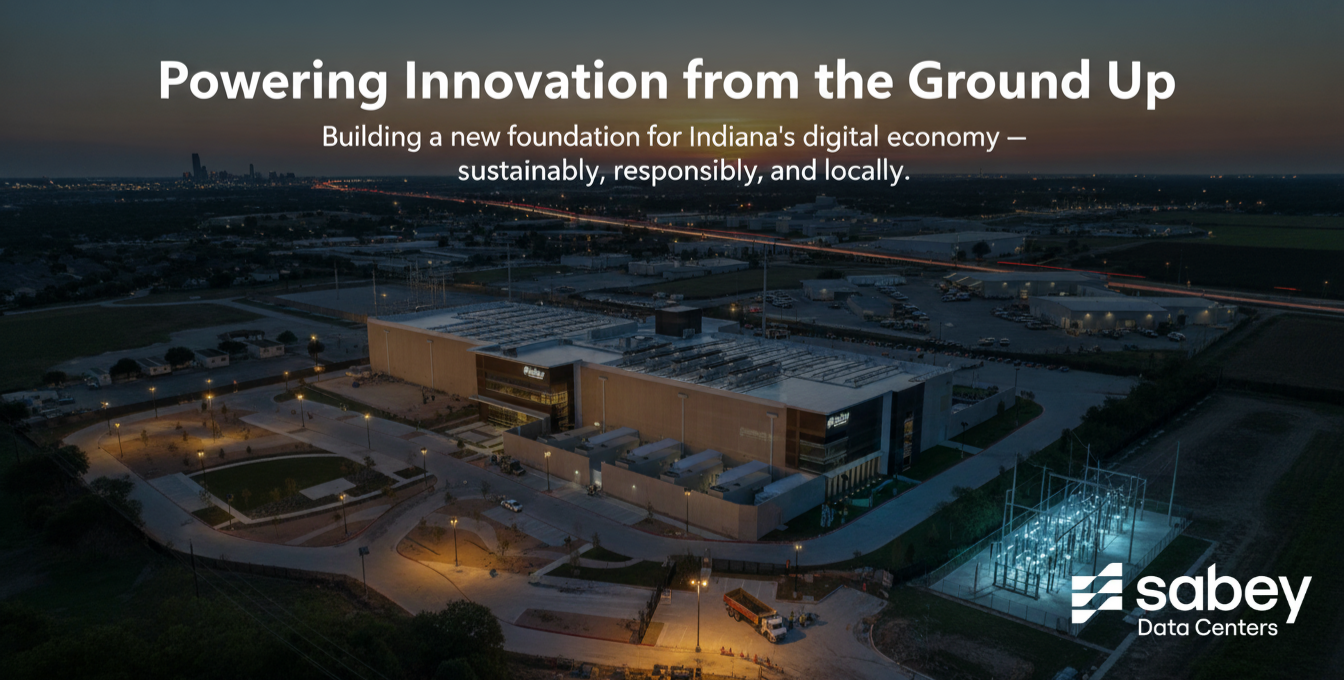 Powering Innovation from the Ground Up
Building a new foundation for Indiana's digital economy —
sustainably, responsibly, and locally.
sabey
Data Centers